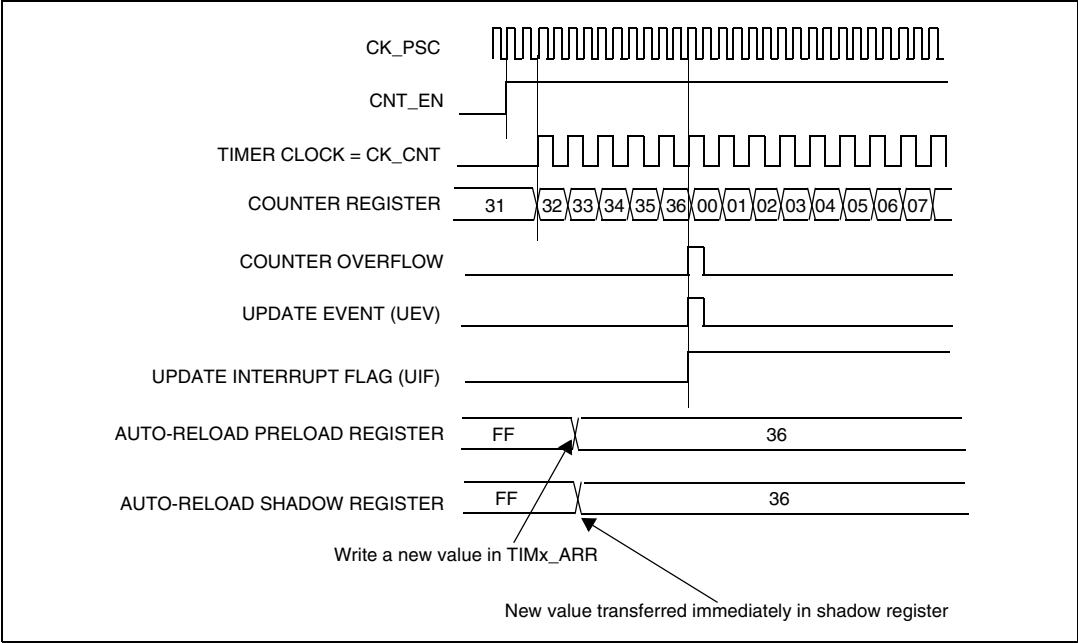 CK_PSC
CNT_EN
TIMER CLOCK = CK_CNT
COUNTER REGISTER 31 32 33 34 35 36 00 01 02 03 04 05 06 07
COUNTER OVERFLOW
UPDATE EVENT (UEV)
UPDATE INTERRUPT FLAG (UIF)
AUTO-RELOAD PRELOAD REGISTER FF 36
AUTO-RELOAD SHADOW REGISTER FF 36
Write a new value in TIMx_ARR
New value transferred immediately in shadow register